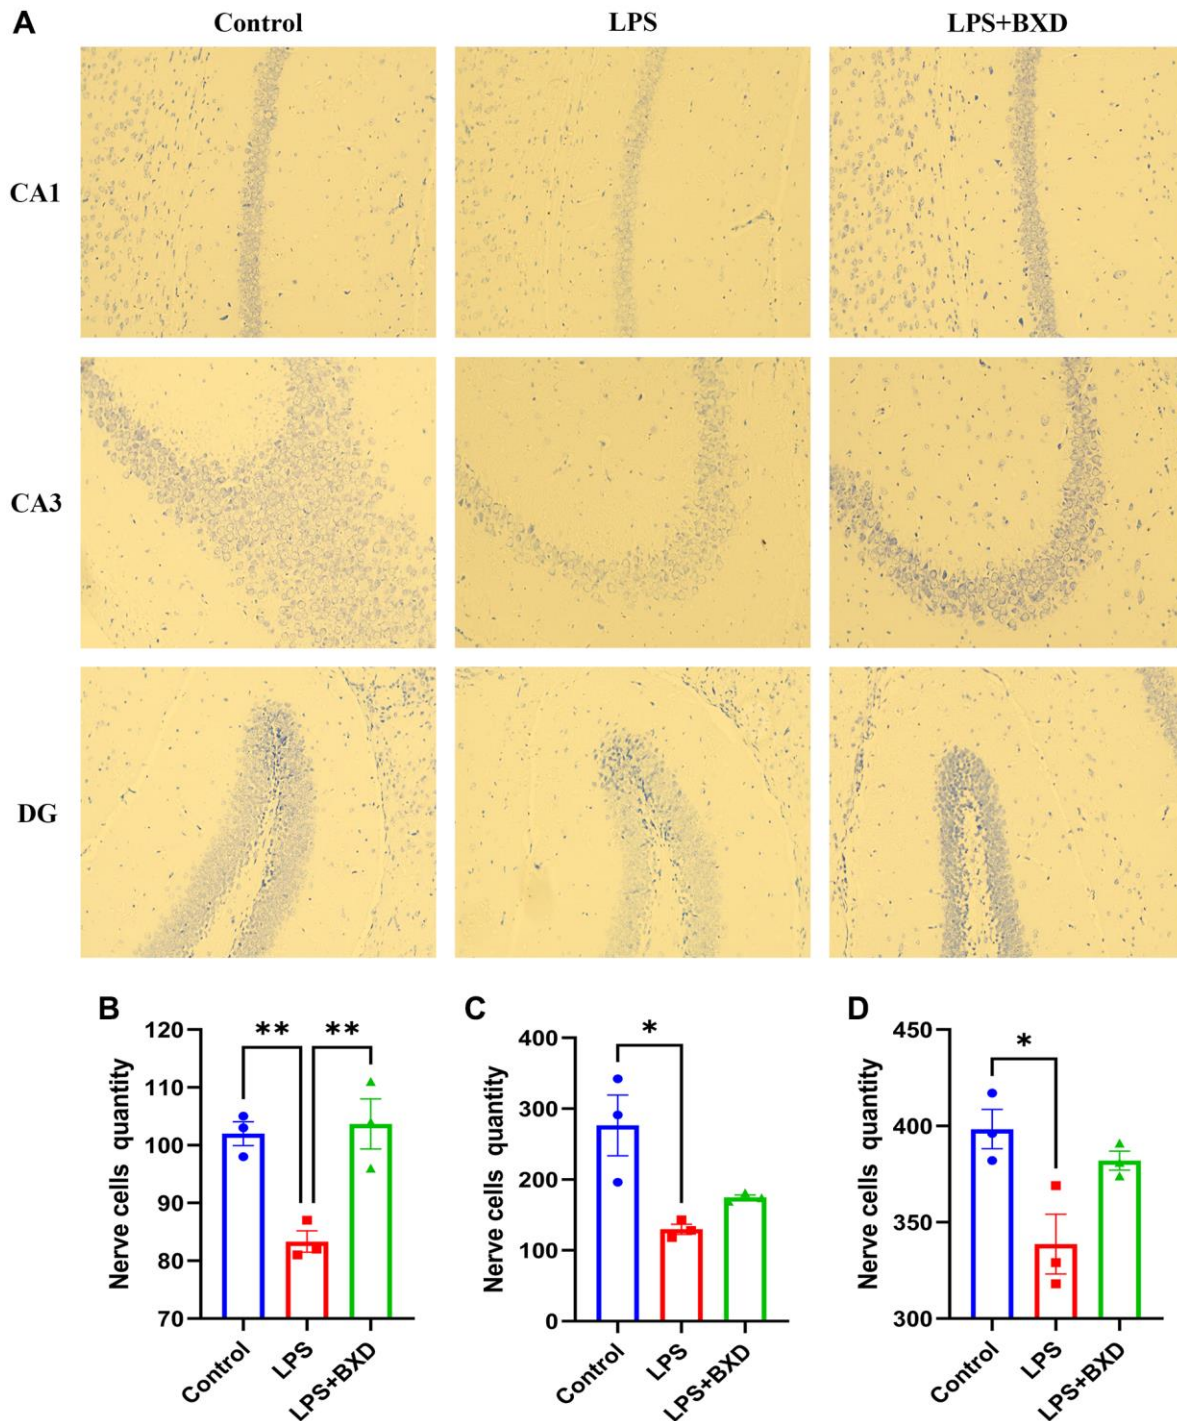 A
Control
LPS
LPS+BXD
CA1
CA3
DG
B
Nerve cells quantity
120
110
100
90
80
70
**
**
Control
LPS
LPS+BXD
C
Nerve cells quantity
400
300
200
100
0
*
Control
LPS
LPS+BXD
D
Nerve cells quantity
450
400
350
300
*
Control
LPS
LPS+BXD